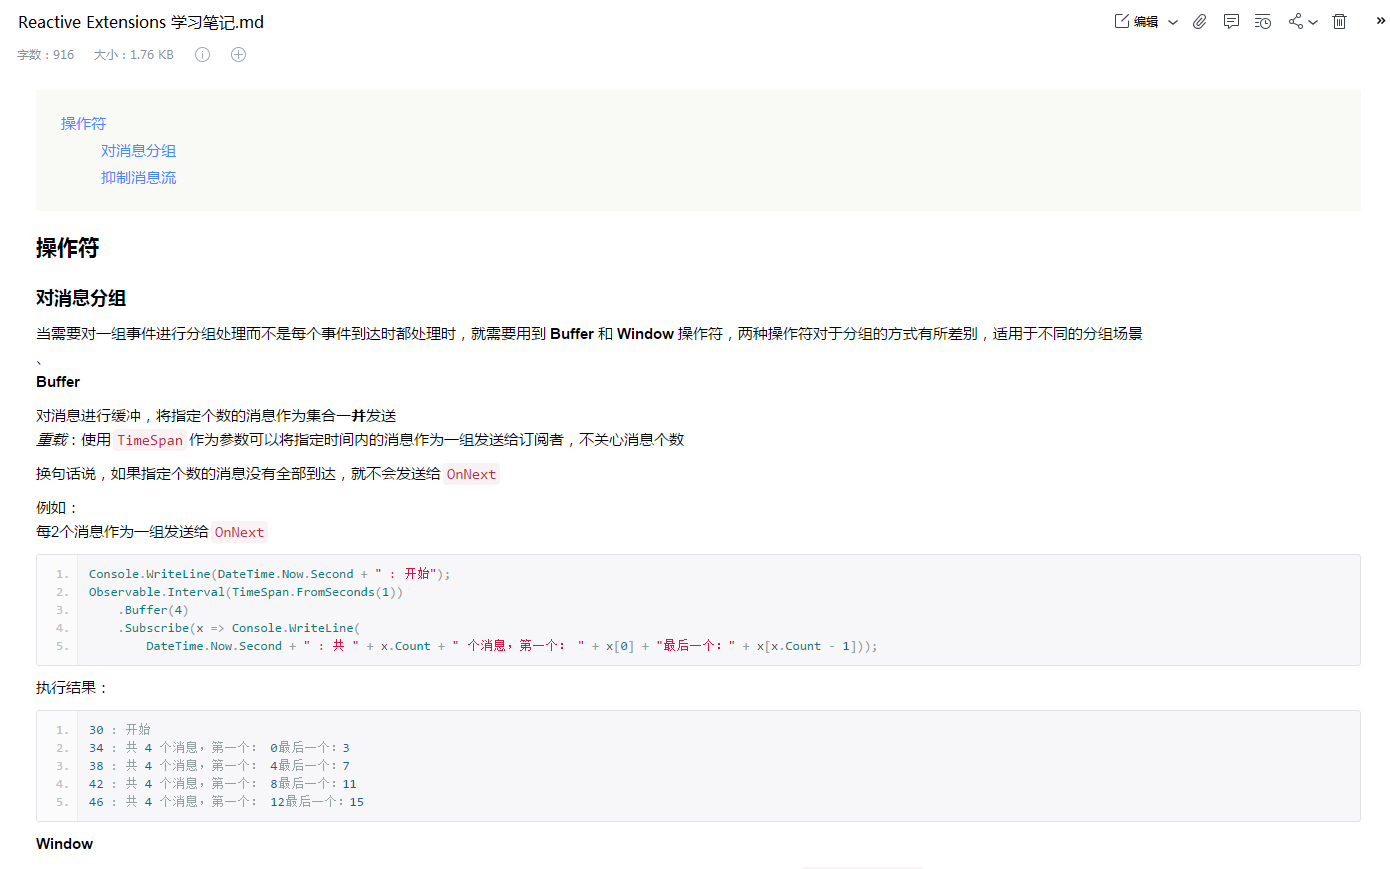 Reactive Extensions 学习笔记.md
编辑
字数：916 大小：1.76 KB
操作符
对消息分组
抑制消息流
操作符
对消息分组
当需要对一组事件进行分组处理而不是每个事件到达时都处理时，就需要用到 Buffer 和 Window 操作符，两种操作符对于分组的方式有所差别，适用于不同的分组场景
、
Buffer
对消息进行缓冲，将指定个数的消息作为集合一并发送
重载：使用 TimeSpan 作为参数可以将指定时间内的消息作为一组发送给订阅者，不关心消息个数
换句话说，如果指定个数的消息没有全部到达，就不会发送给 OnNext
例如：
每2个消息作为一组发送给 OnNext
1. Console.WriteLine(DateTime.Now.Second + " : 开始");
2. Observable.Interval(TimeSpan.FromSeconds(1))
3.     .Buffer(4)
4.     .Subscribe(x => Console.WriteLine(
5.         DateTime.Now.Second + " : 共 " + x.Count + " 个消息，第一个： " + x[0] + "最后一个：" + x[x.Count - 1]));
执行结果：
1. 30 : 开始
2. 34 : 共 4 个消息，第一个： 0最后一个：3
3. 38 : 共 4 个消息，第一个： 4最后一个：7
4. 42 : 共 4 个消息，第一个： 8最后一个：11
5. 46 : 共 4 个消息，第一个： 12最后一个：15
Window